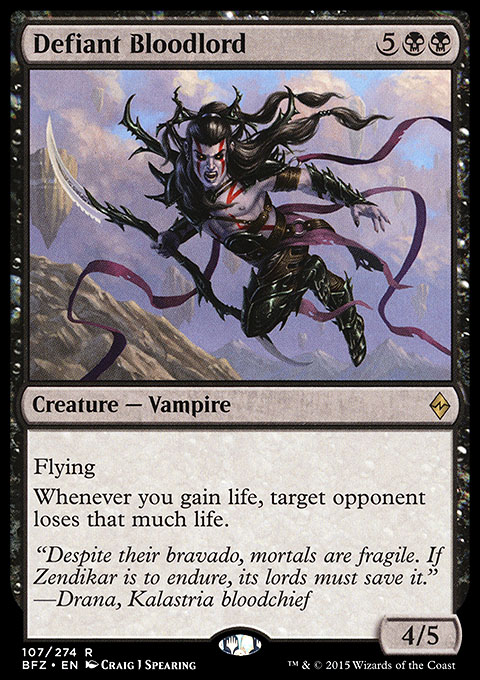 Defiant Bloodlord 5
Creature — Vampire
Flying
Whenever you gain life, target opponent
loses that much life.
“Despite their bravado, mortals are fragile. If
Zendikar is to endure, its lords must save it.”
—Drana, Kalastria bloodchief
4/5
107/274 R
BFZ • EN Craig J Spearing
™ & © 2015 Wizards of the Coast